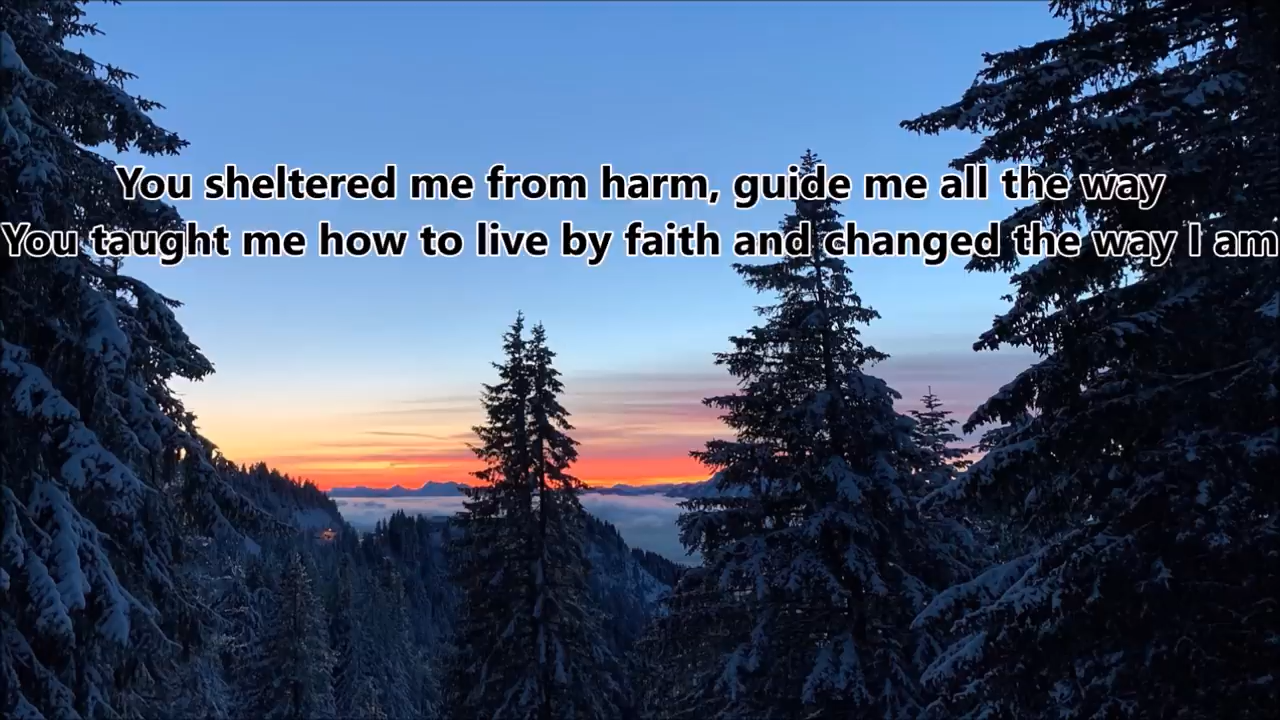 You sheltered me from harm, guide me all the way
You taught me how to live by faith and changed the way I am